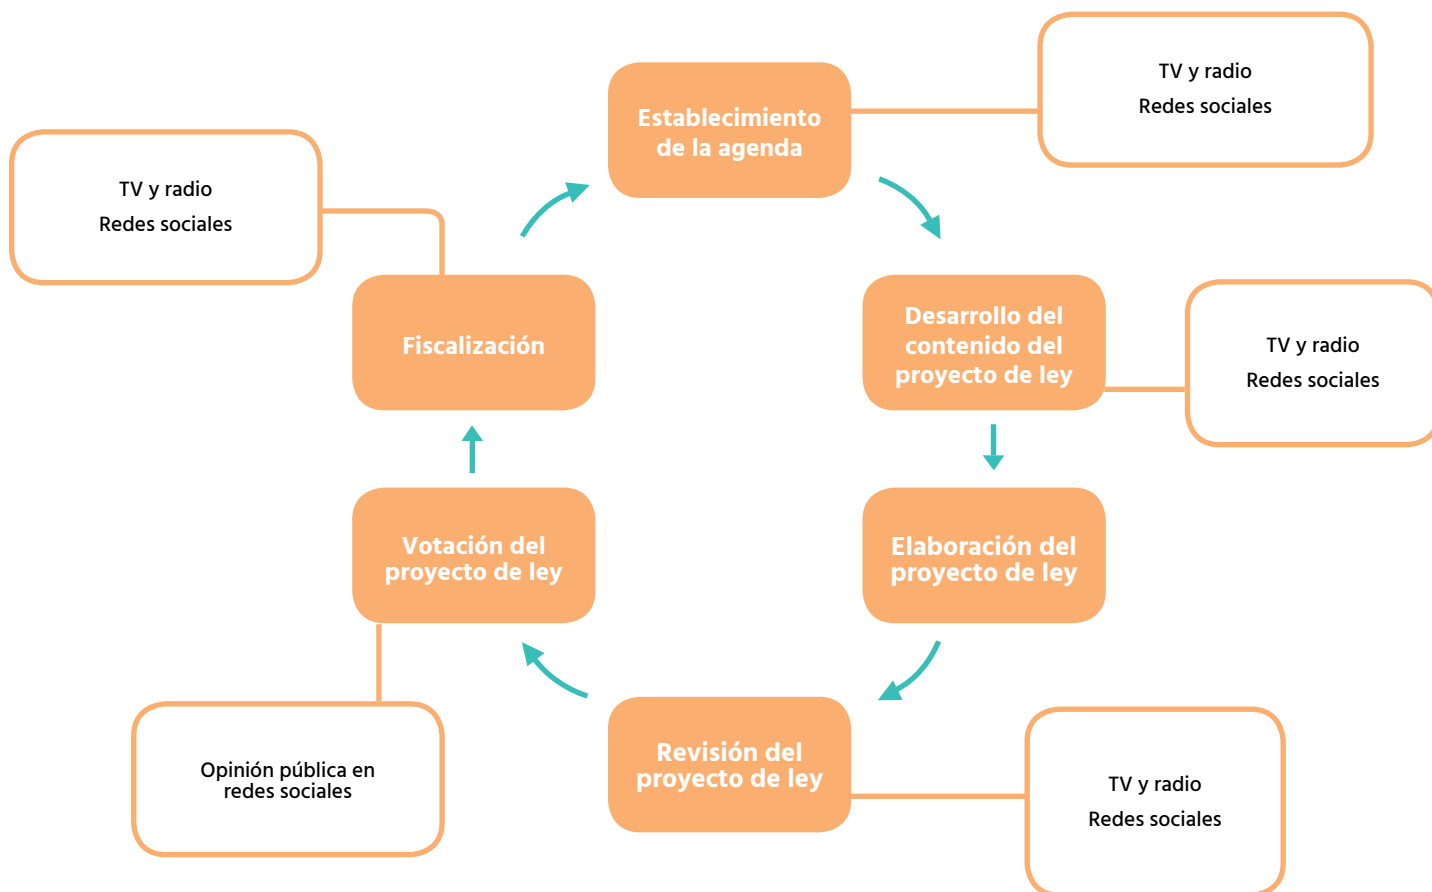 Establecimiento
de la agenda
TV y radio
Redes sociales
Desarrollo del
contenido del
proyecto de ley
TV y radio
Redes sociales
Elaboración del
proyecto de ley
Revisión del
proyecto de ley
TV y radio
Redes sociales
Votación del
proyecto de ley
Opinión pública en
redes sociales
Fiscalización
TV y radio
Redes sociales